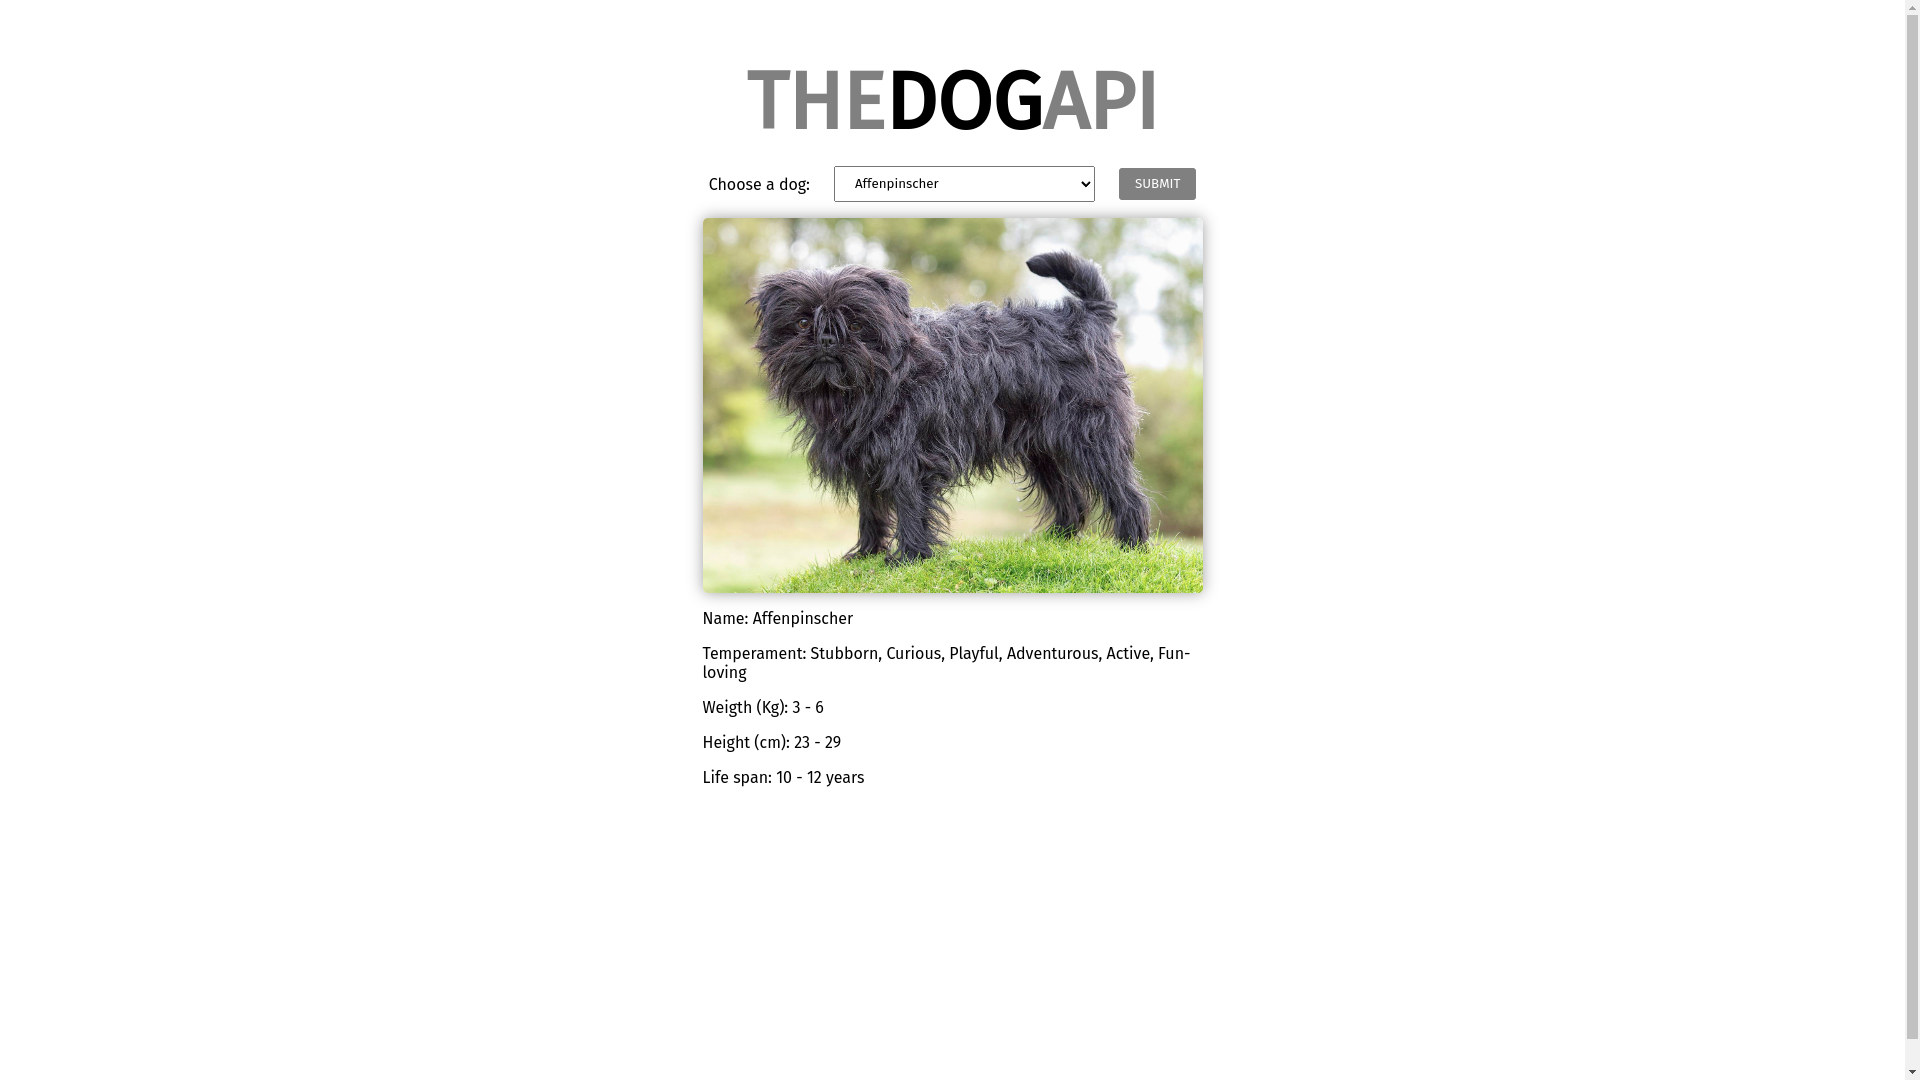 THEDOGAPI
Choose a dog: Affenpinscher SUBMIT
Name: Affenpinscher
Temperament: Stubborn, Curious, Playful, Adventurous, Active, Fun-
loving
Weigth (Kg): 3 - 6
Height (cm): 23 - 29
Life span: 10 - 12 years